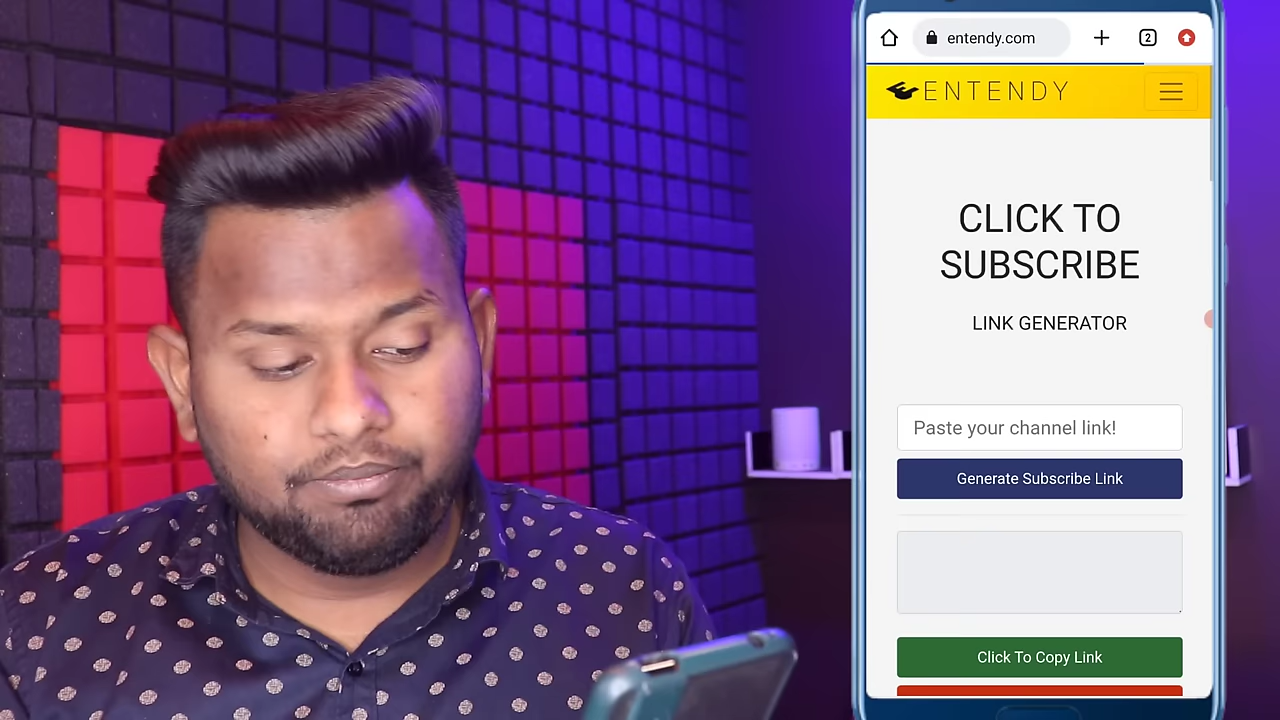 entendy.com
2
ENTENDY
CLICK TO
SUBSCRIBE
LINK GENERATOR
Paste your channel link!
Generate Subscribe Link
Click To Copy Link